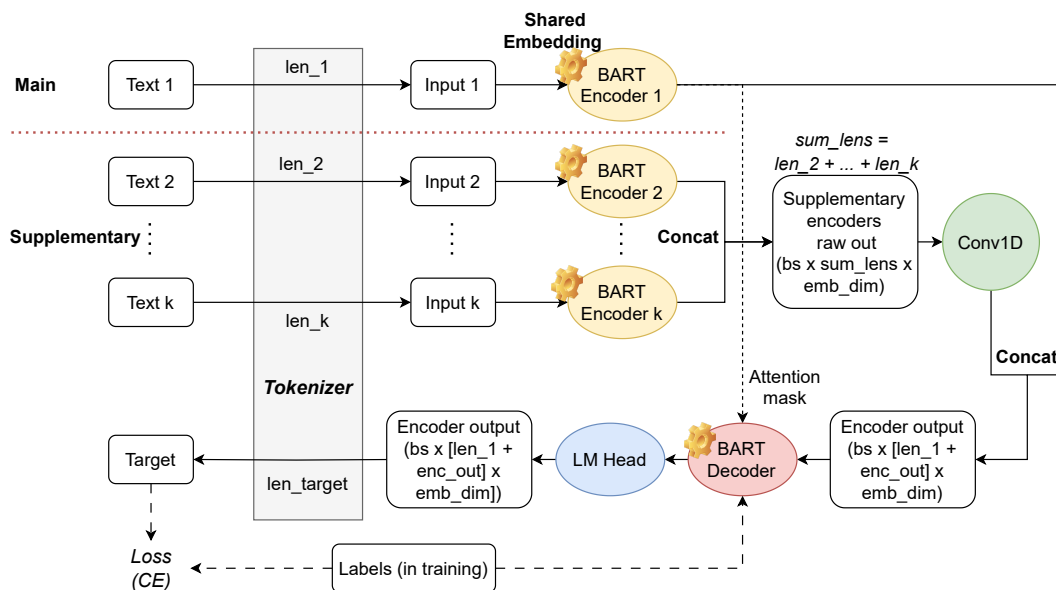 Shared
Embedding
Main
Text 1
len_1
Input 1
BART
Encoder 1
sum_lens =
len_2 + ... + len_k
Text 2
len_2
Input 2
BART
Encoder 2
Supplementary
Concat
Supplementary
encoders
raw out
(bs x sum_lens x
emb_dim)
Conv1D
Text k
len_k
Input k
BART
Encoder k
Concat
Tokenizer
Attention
mask
Target
len_target
Encoder output
(bs x [len_1 +
enc_out] x
emb_dim])
LM Head
BART
Decoder
Encoder output
(bs x [len_1 +
enc_out] x
emb_dim)
Loss
(CE)
Labels (in training)